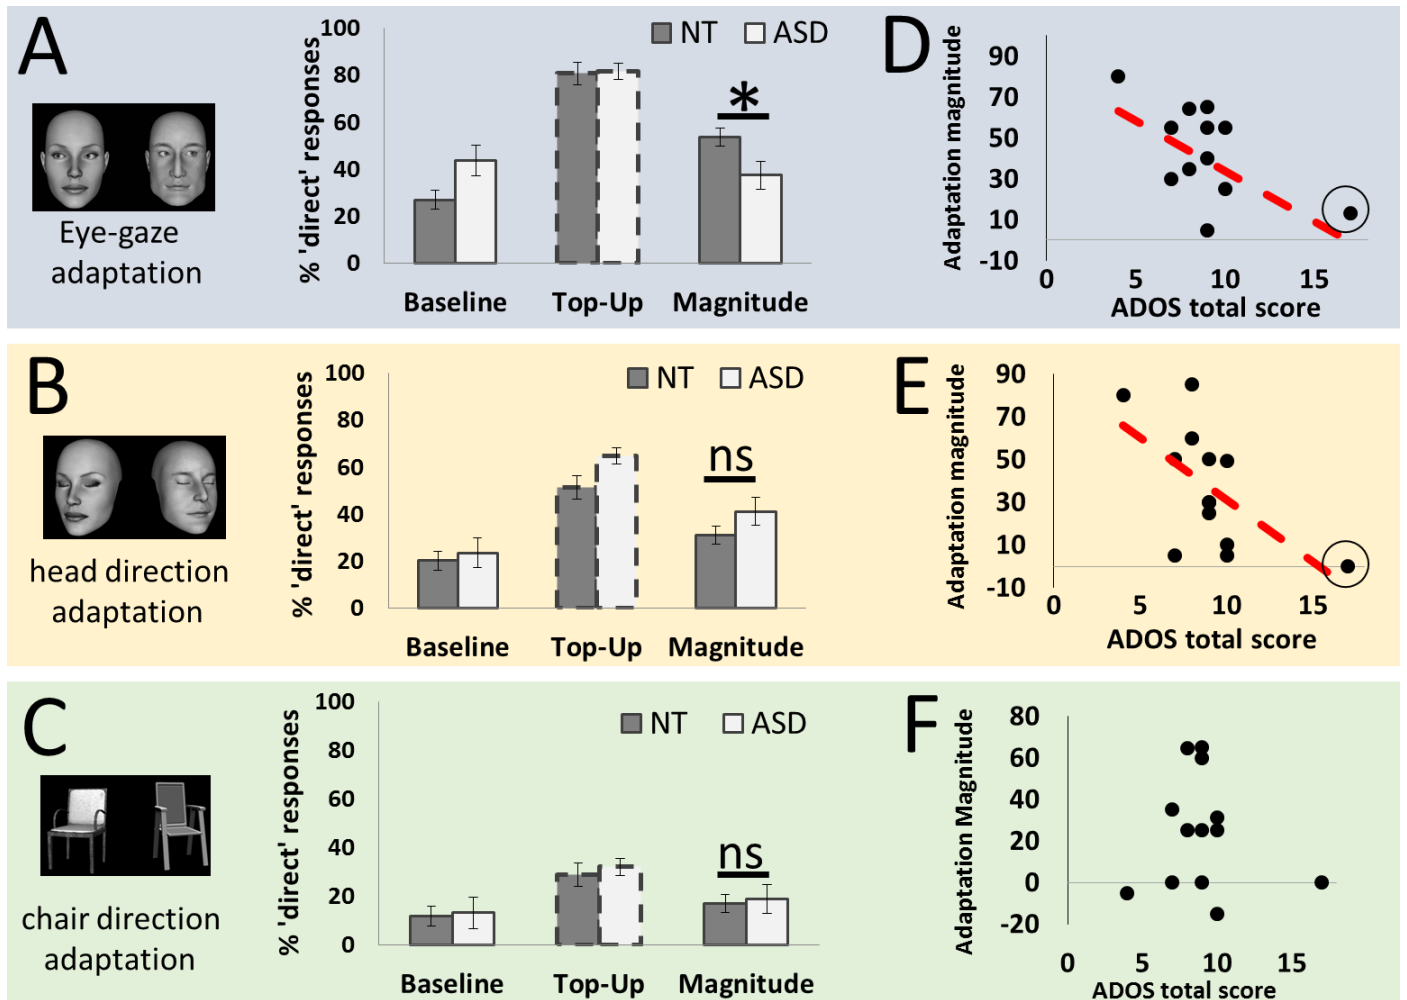 A
Eye-gaze
adaptation
% 'direct' responses
100
80
60
40
20
0
NT
ASD
*
Baseline
Top-Up
Magnitude
D
Adaptation magnitude
90
70
50
30
10
-10
0
5
10
15
ADOS total score
B
head direction
adaptation
% 'direct' responses
100
80
60
40
20
0
NT
ASD
ns
Baseline
Top-Up
Magnitude
E
Adaptation magnitude
90
70
50
30
10
-10
0
5
10
15
ADOS total score
C
chair direction
adaptation
% 'direct' responses
100
80
60
40
20
0
NT
ASD
ns
Baseline
Top-Up
Magnitude
F
Adaptation Magnitude
80
60
40
20
0
-20
0
5
10
15
ADOS total score